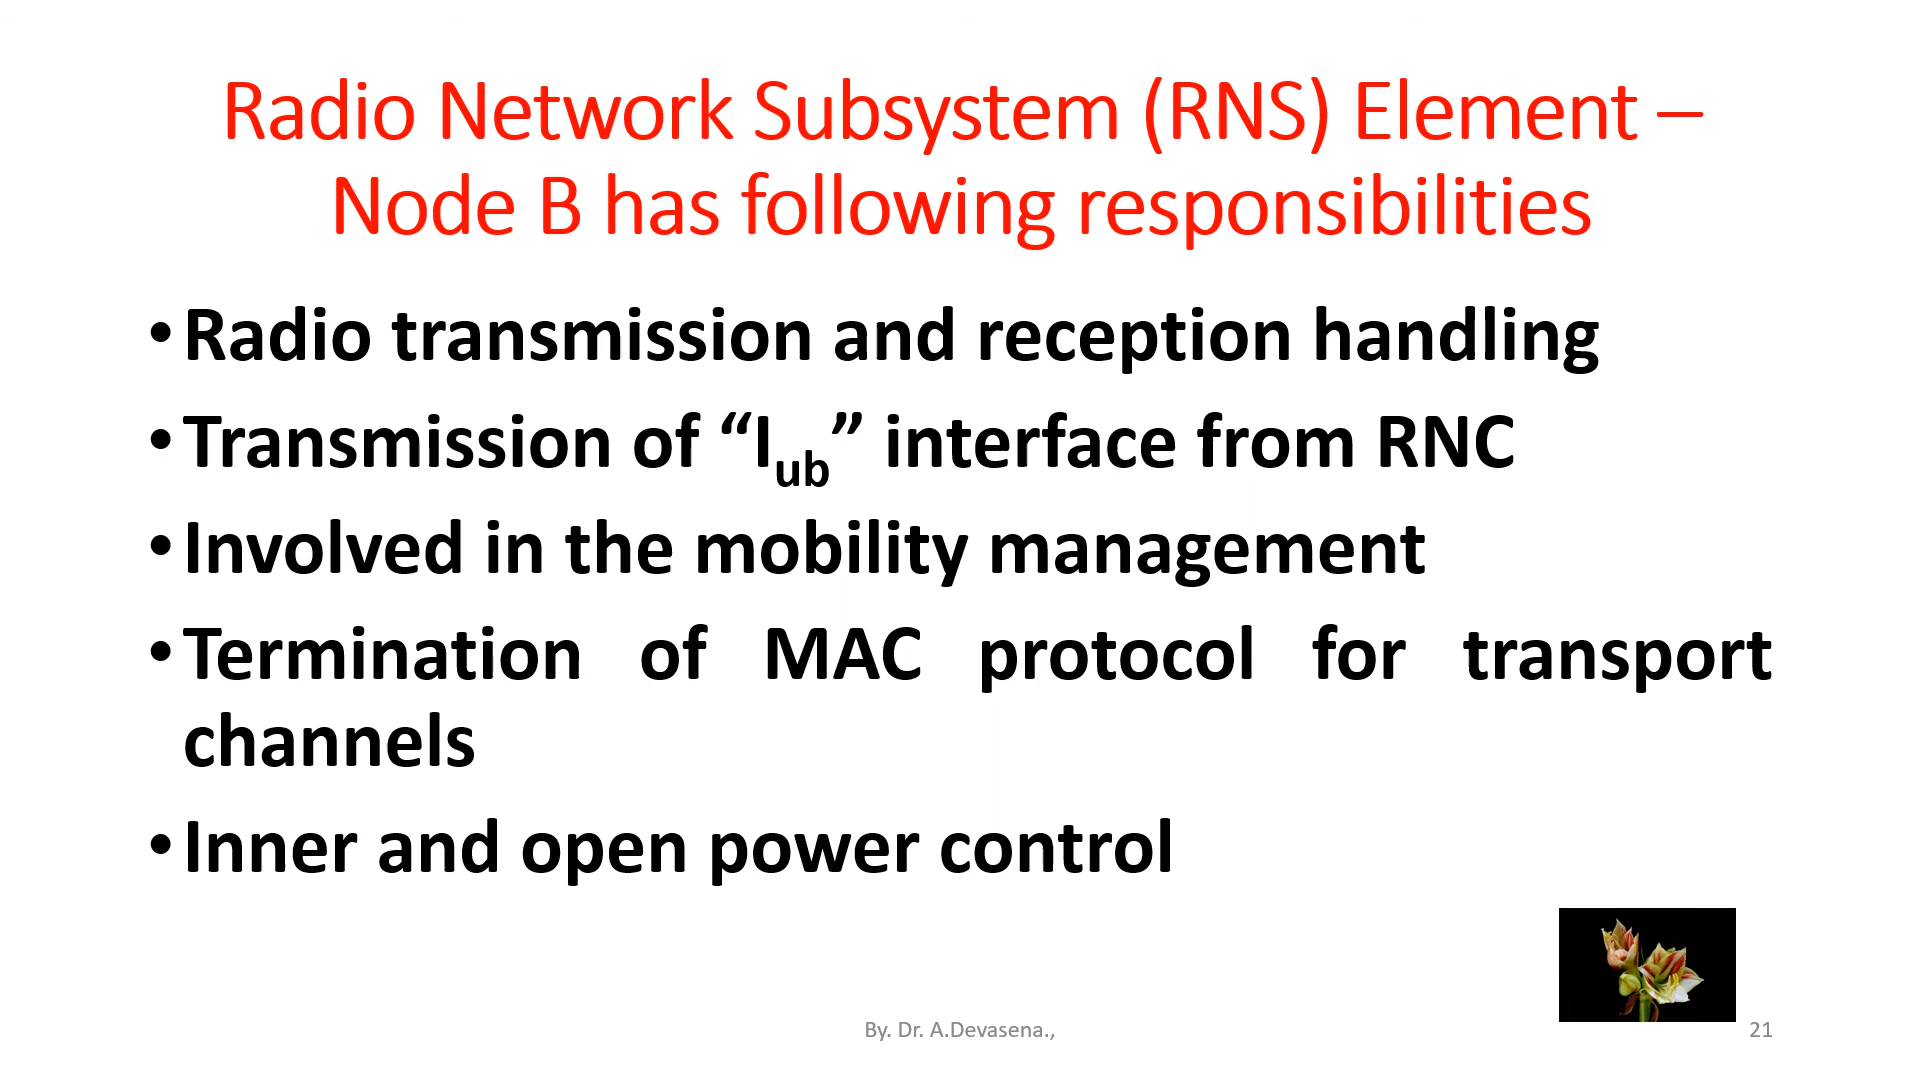 Radio Network Subsystem (RNS) Element –
Node B has following responsibilities
•Radio transmission and reception handling
•Transmission of “Iub” interface from RNC
•Involved in the mobility management
•Termination of MAC protocol for transport
channels
•Inner and open power control
By. Dr. A.Devasena.,
21